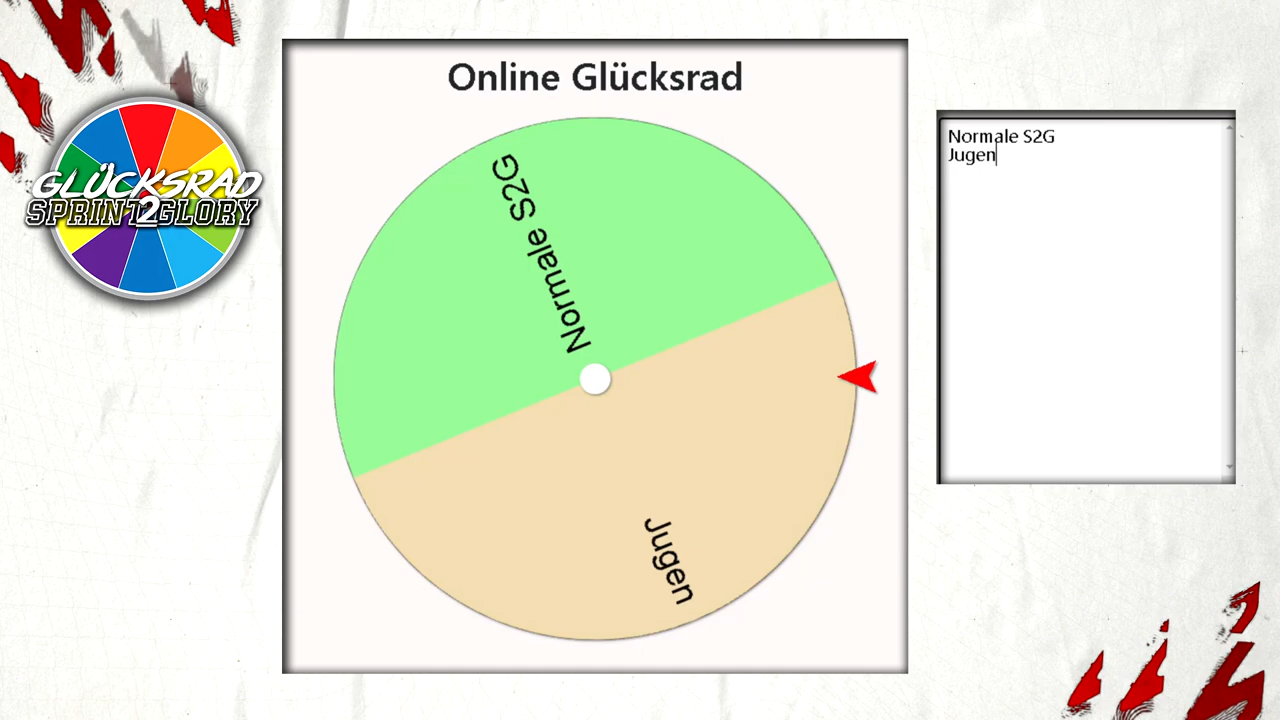 Online Glücksrad
GLÜCKSRAD
SPRINT2GLORY
Normale S2G
Jugen
Normale S2G
Jugen